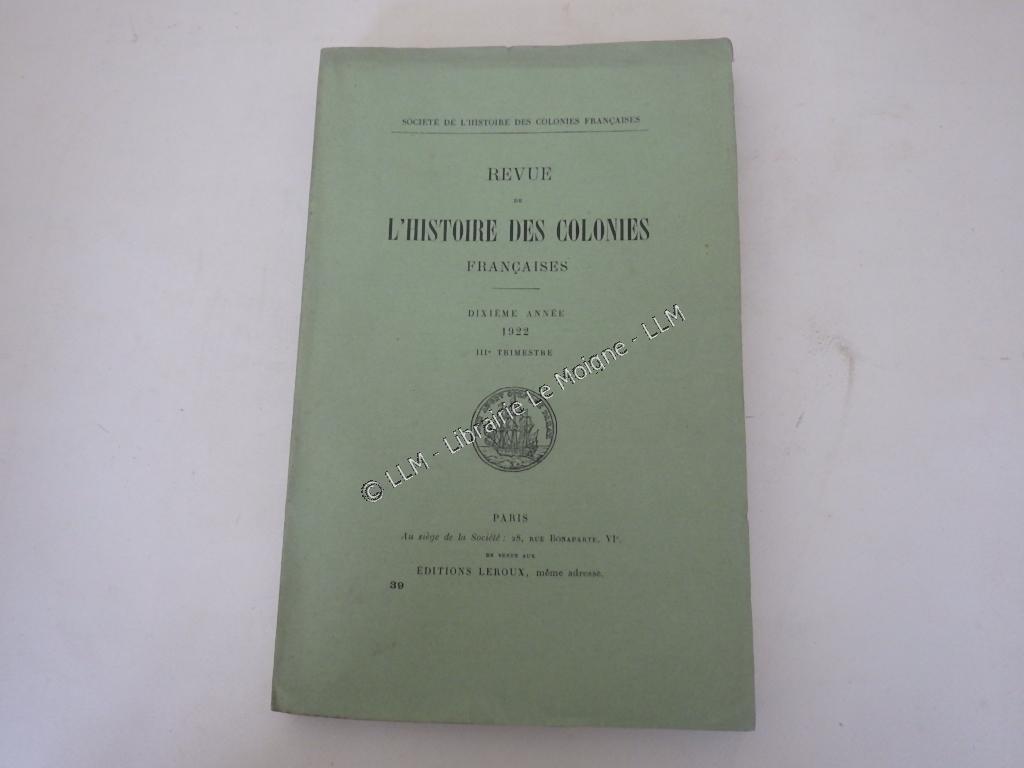 SOCIÉTÉ DE L'HISTOIRE DES COLONIES FRANÇAISES
REVUE
DE
L'HISTOIRE DES COLONIES
FRANÇAISES
DIXIÈME ANNÉE
1922
IIIe TRIMESTRE
© LLM - Librairie Le Moigne - LLM
PARIS
Au siège de la Société : 28, RUE BONAPARTE, VIe.
EN VENTE AUX
ÉDITIONS LEROUX, même adresse.
39